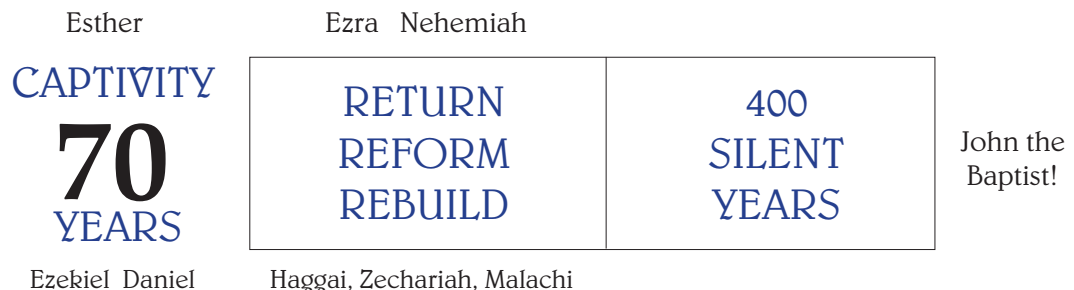 Esther
Ezra Nehemiah
CAPTIVITY
70
YEARS
RETURN
REFORM
REBUILD
400
SILENT
YEARS
John the
Baptist!
Ezekiel Daniel
Haggai, Zechariah, Malachi